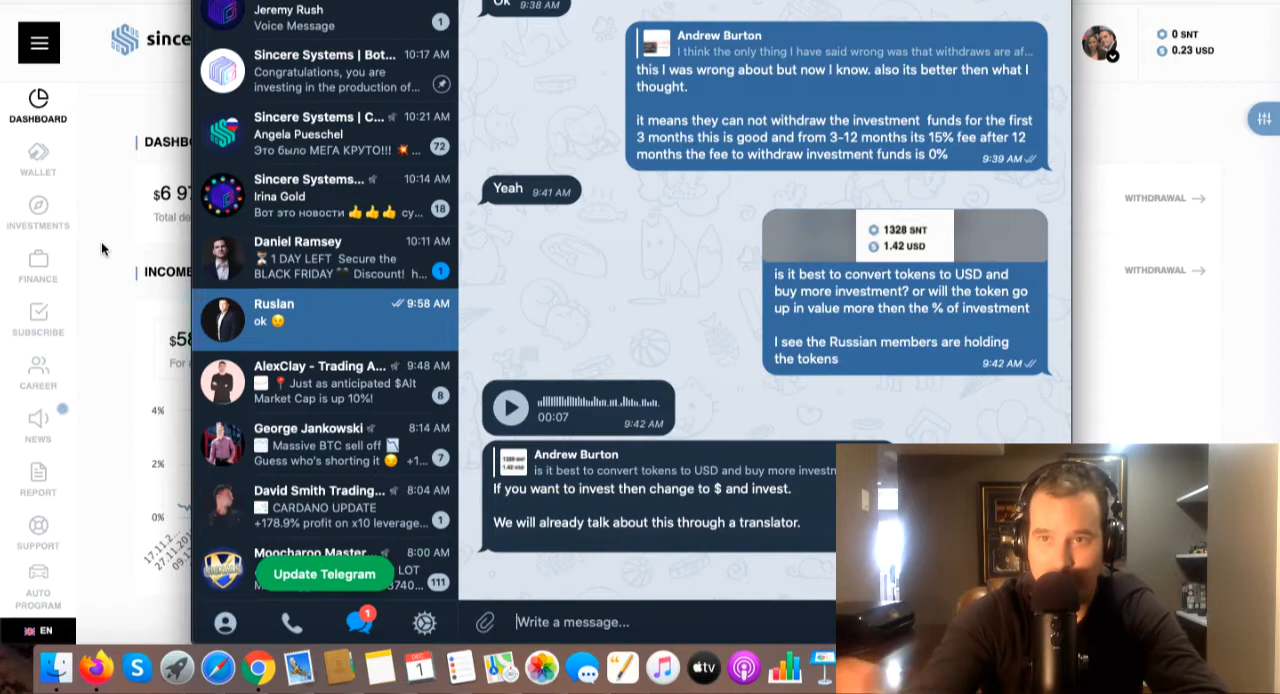 since
DASHBOARD
WALLET
INVESTMENTS
FINANCE
SUBSCRIBE
CAREER
NEWS
REPORT
SUPPORT
AUTO
PROGRAM
EN
DASHB
$6 97
Total de
INCOME
$58
For a
4%
2%
0%
Jeremy Rush
Voice Message
1
Sincere Systems | Bot... 10:17 AM
Congratulations, you are
investing in the production of...
Sincere Systems | C... 10:21 AM
Angela Pueschel
Это было МЕГА КРУТО!!! 💥 ... 72
Sincere Systems... 10:14 AM
Irina Gold
Вот это новости 👍👍👍 су... 18
Daniel Ramsey 10:11 AM
⏳ 1 DAY LEFT Secure the
BLACK FRIDAY 🖤 Discount! h... 1
Ruslan 9:58 AM
ok 😉
AlexClay - Trading A... 9:48 AM
📈 📍 Just as anticipated $Alt
Market Cap is up 10%! 8
George Jankowski 8:14 AM
📉 Massive BTC sell off 📉
Guess who's shorting it 😏 +1... 7
David Smith Trading... 8:04 AM
CARDANO UPDATE
+178.9% profit on x10 leverage... 1
Moocharoo Master... 8:00 AM
LOT
3740... 111
Update Telegram
1
Ok 9:38 AM
Andrew Burton
I think the only thing I have said wrong was that withdraws are af...
this I was wrong about but now I know. also its better then what I
thought.
it means they can not withdraw the investment funds for the first
3 months this is good and from 3-12 months its 15% fee after 12
months the fee to withdraw investment funds is 0% 9:39 AM
Yeah 9:41 AM
1328 SNT
1.42 USD
is it best to convert tokens to USD and
buy more investment? or will the token go
up in value more then the % of investment
I see the Russian members are holding
the tokens 9:42 AM
00:07 9:42 AM
Andrew Burton
is it best to convert tokens to USD and buy more investm
If you want to invest then change to $ and invest.
We will already talk about this through a translator.
Write a message...
0 SNT
0.23 USD
WITHDRAWAL
WITHDRAWAL
DEC
1
tv